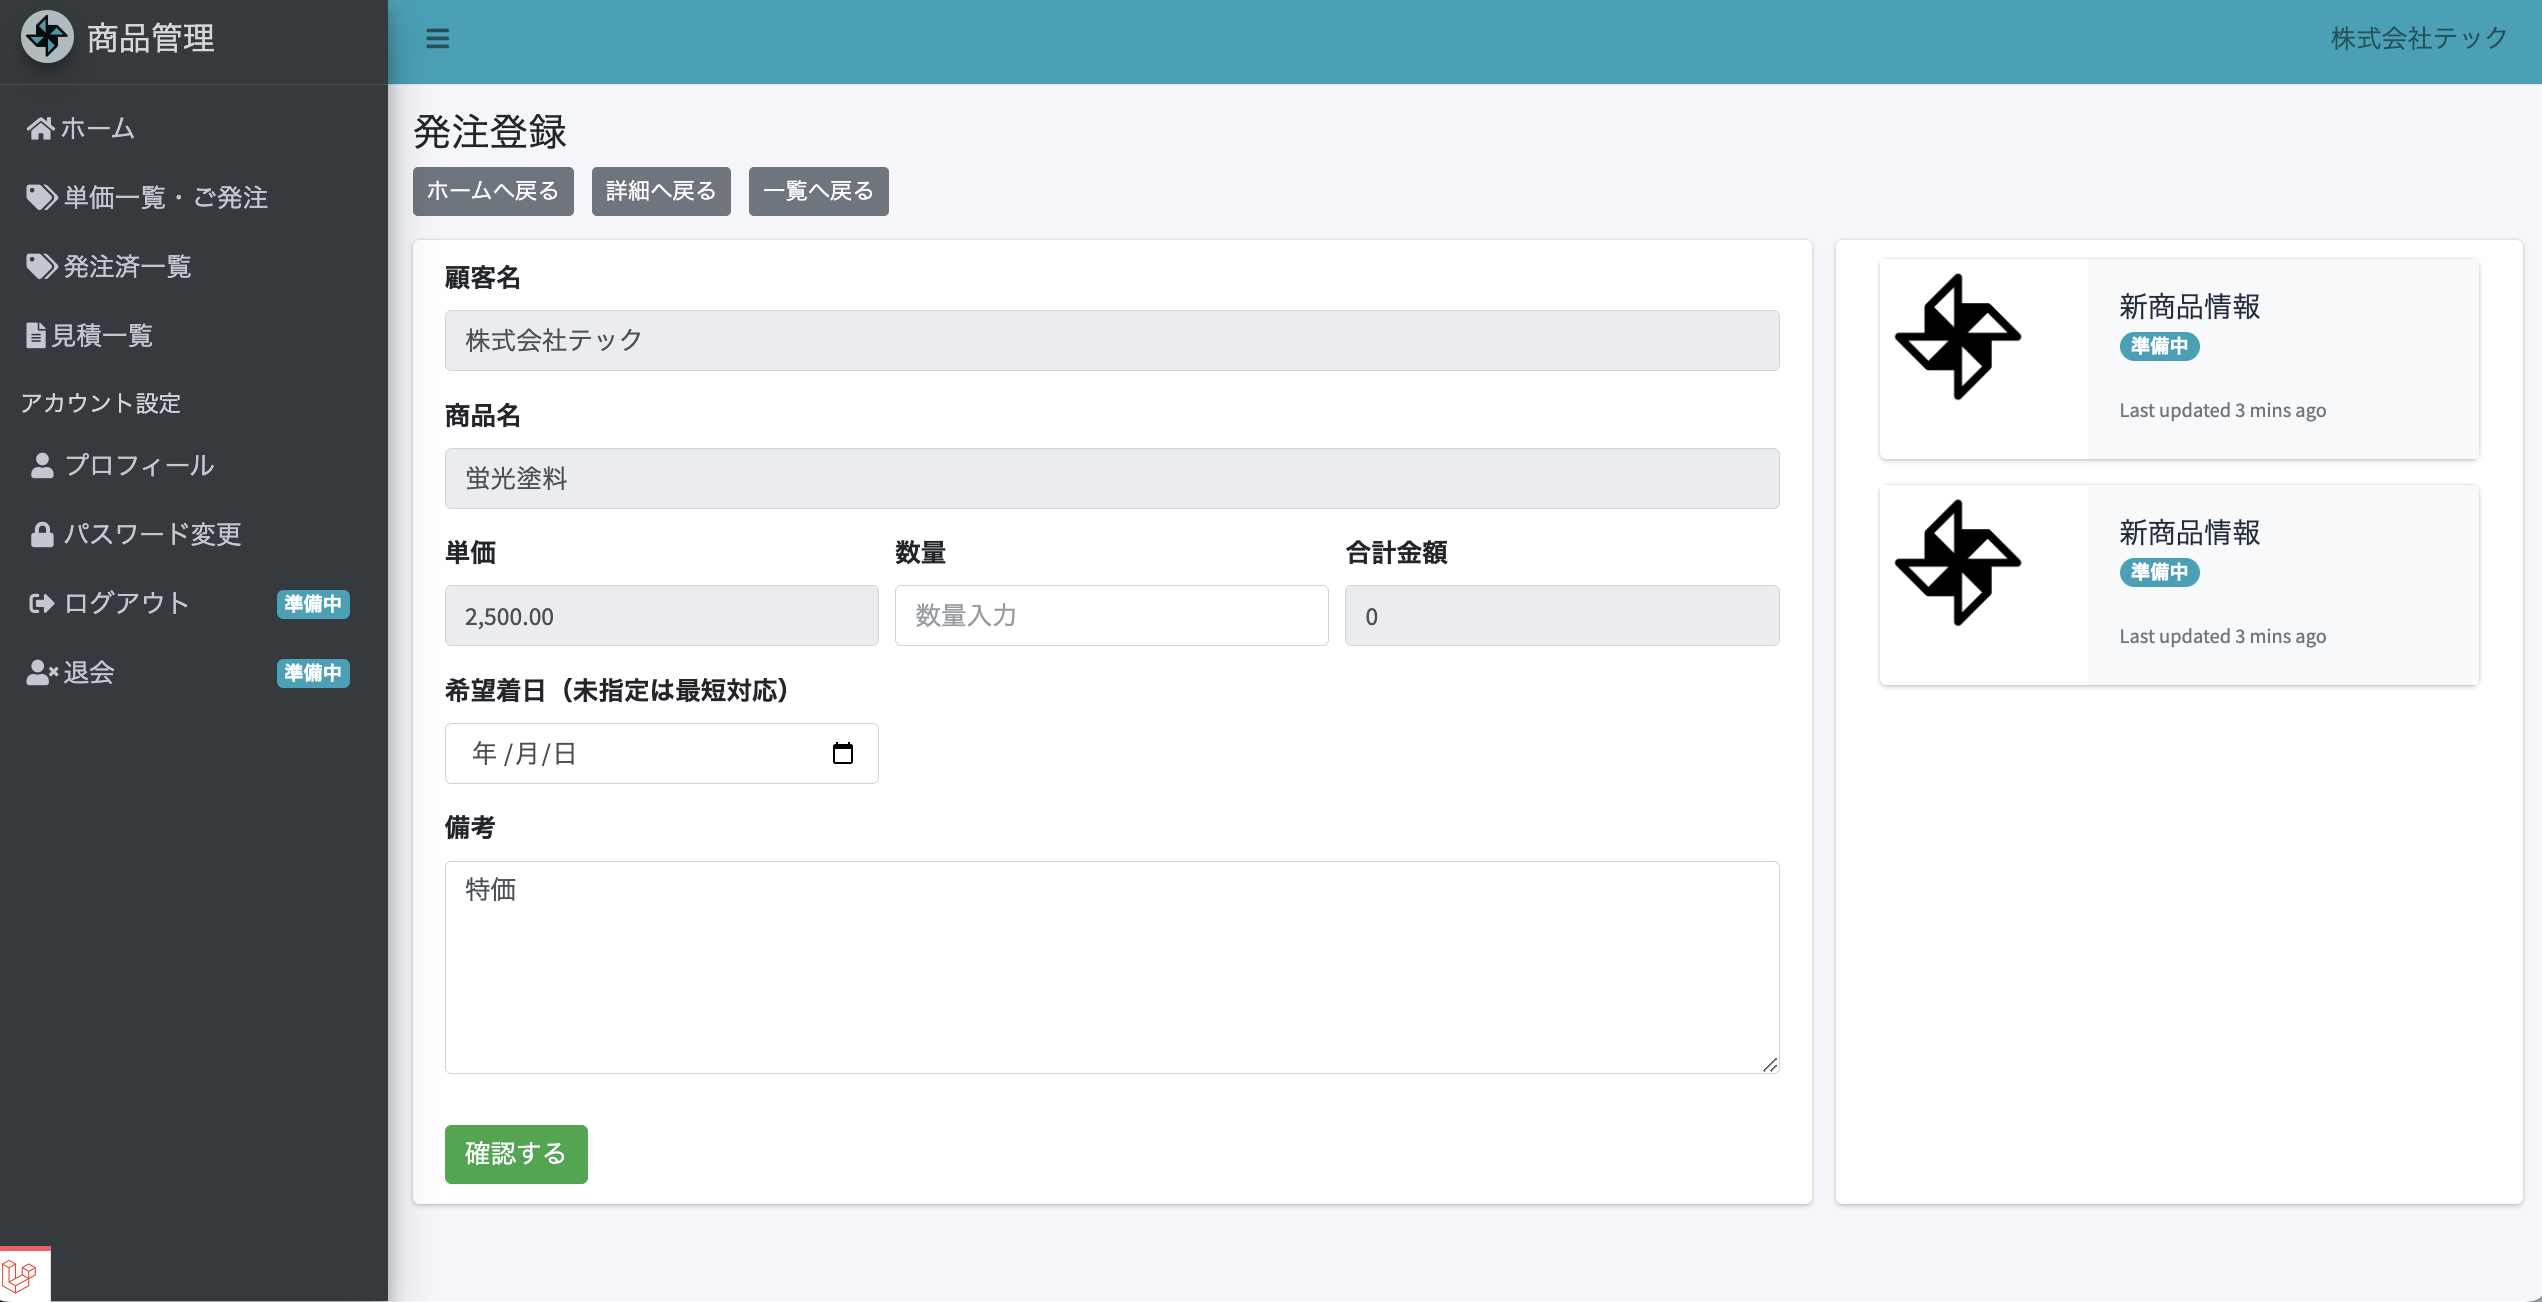 商品管理
株式会社テック
ホーム
単価一覧・ご発注
発注済一覧
見積一覧
アカウント設定
プロフィール
パスワード変更
ログアウト 準備中
退会 準備中
発注登録
ホームへ戻る 詳細へ戻る 一覧へ戻る
顧客名
株式会社テック
商品名
蛍光塗料
単価 数量 合計金額
2,500.00 数量入力 0
希望着日（未指定は最短対応）
年 /月/日
備考
特価
確認する
新商品情報
準備中
Last updated 3 mins ago
新商品情報
準備中
Last updated 3 mins ago